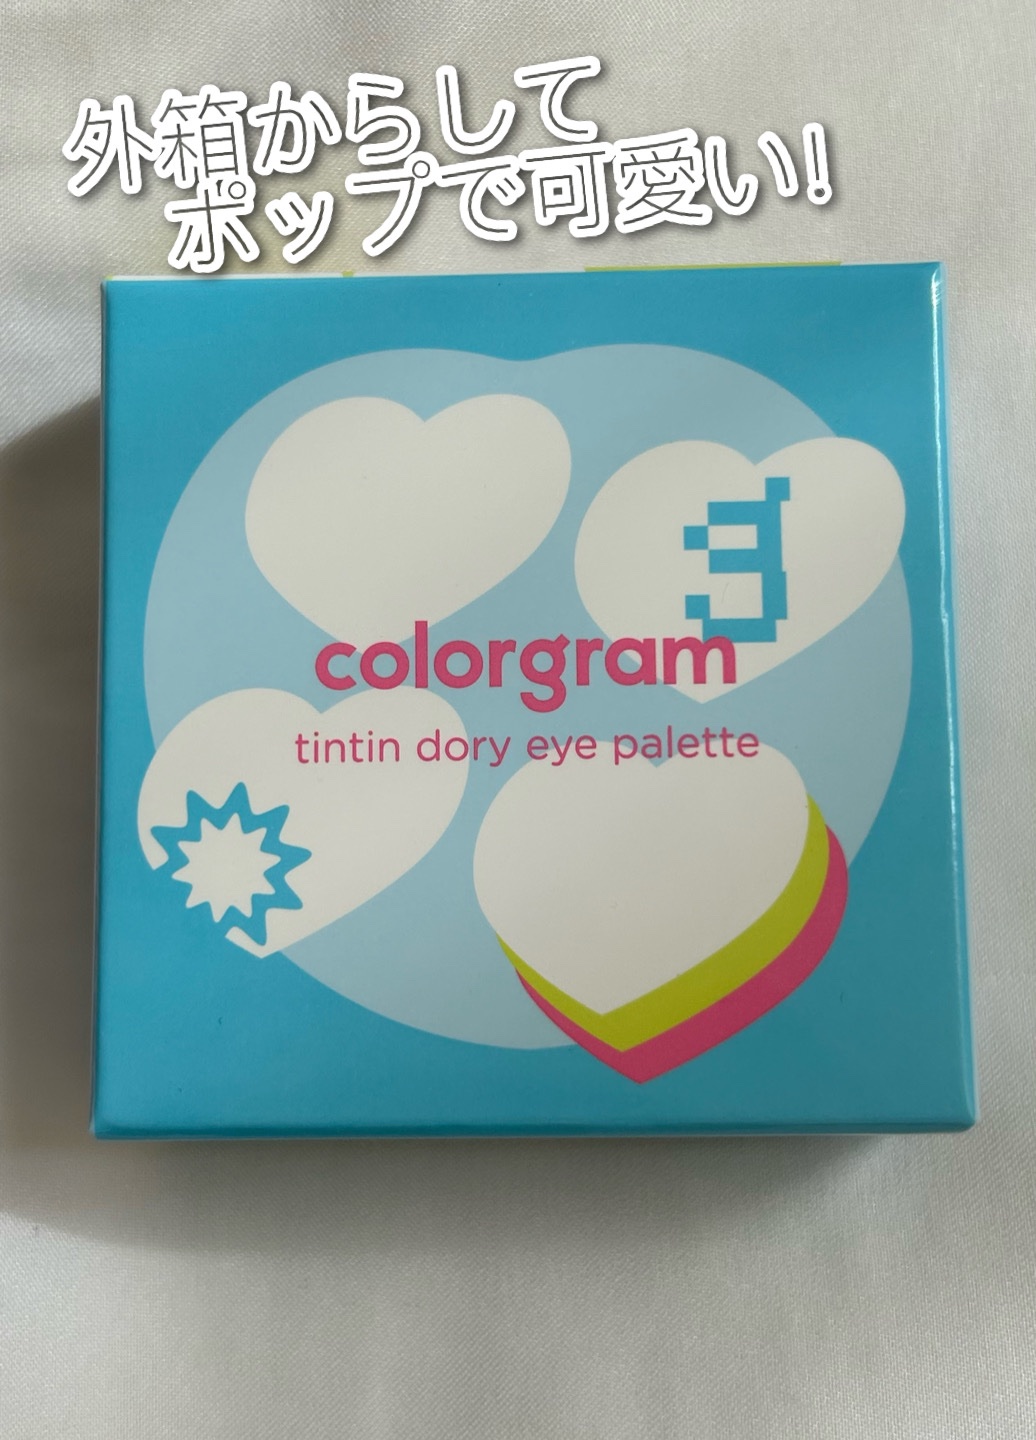 外箱からして
ポップで可愛い!
g
colorgram
tintin dory eye palette